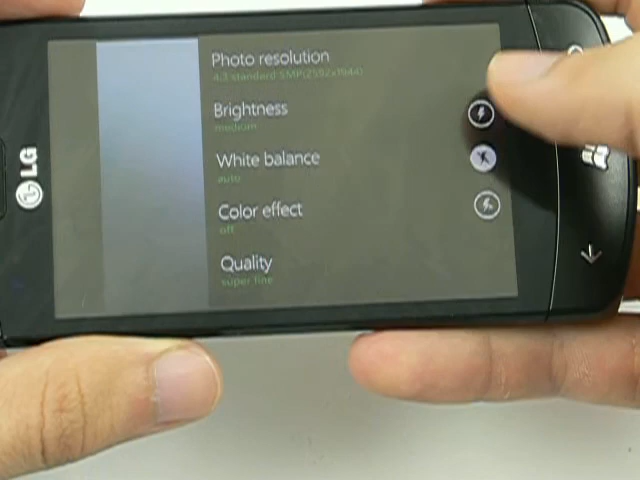 LG
Photo resolution
4:3 standard 5MP(2592x1944)
Brightness
medium
White balance
auto
Color effect
off
Quality
super fine